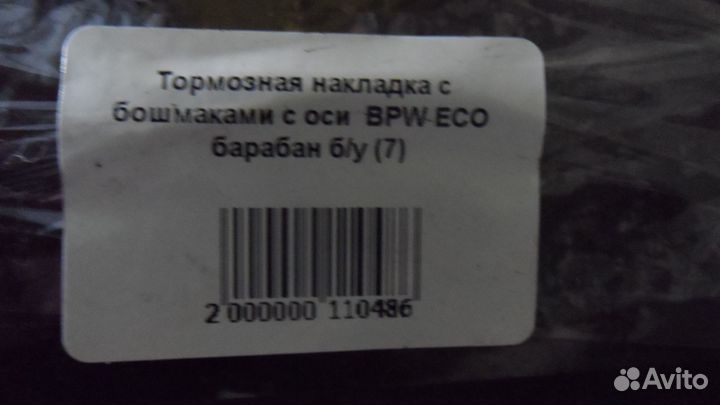 Тормозная накладка с
бошмаками с оси BPW-ECO
барабан б/у (7)
2 000000 110486
Avito